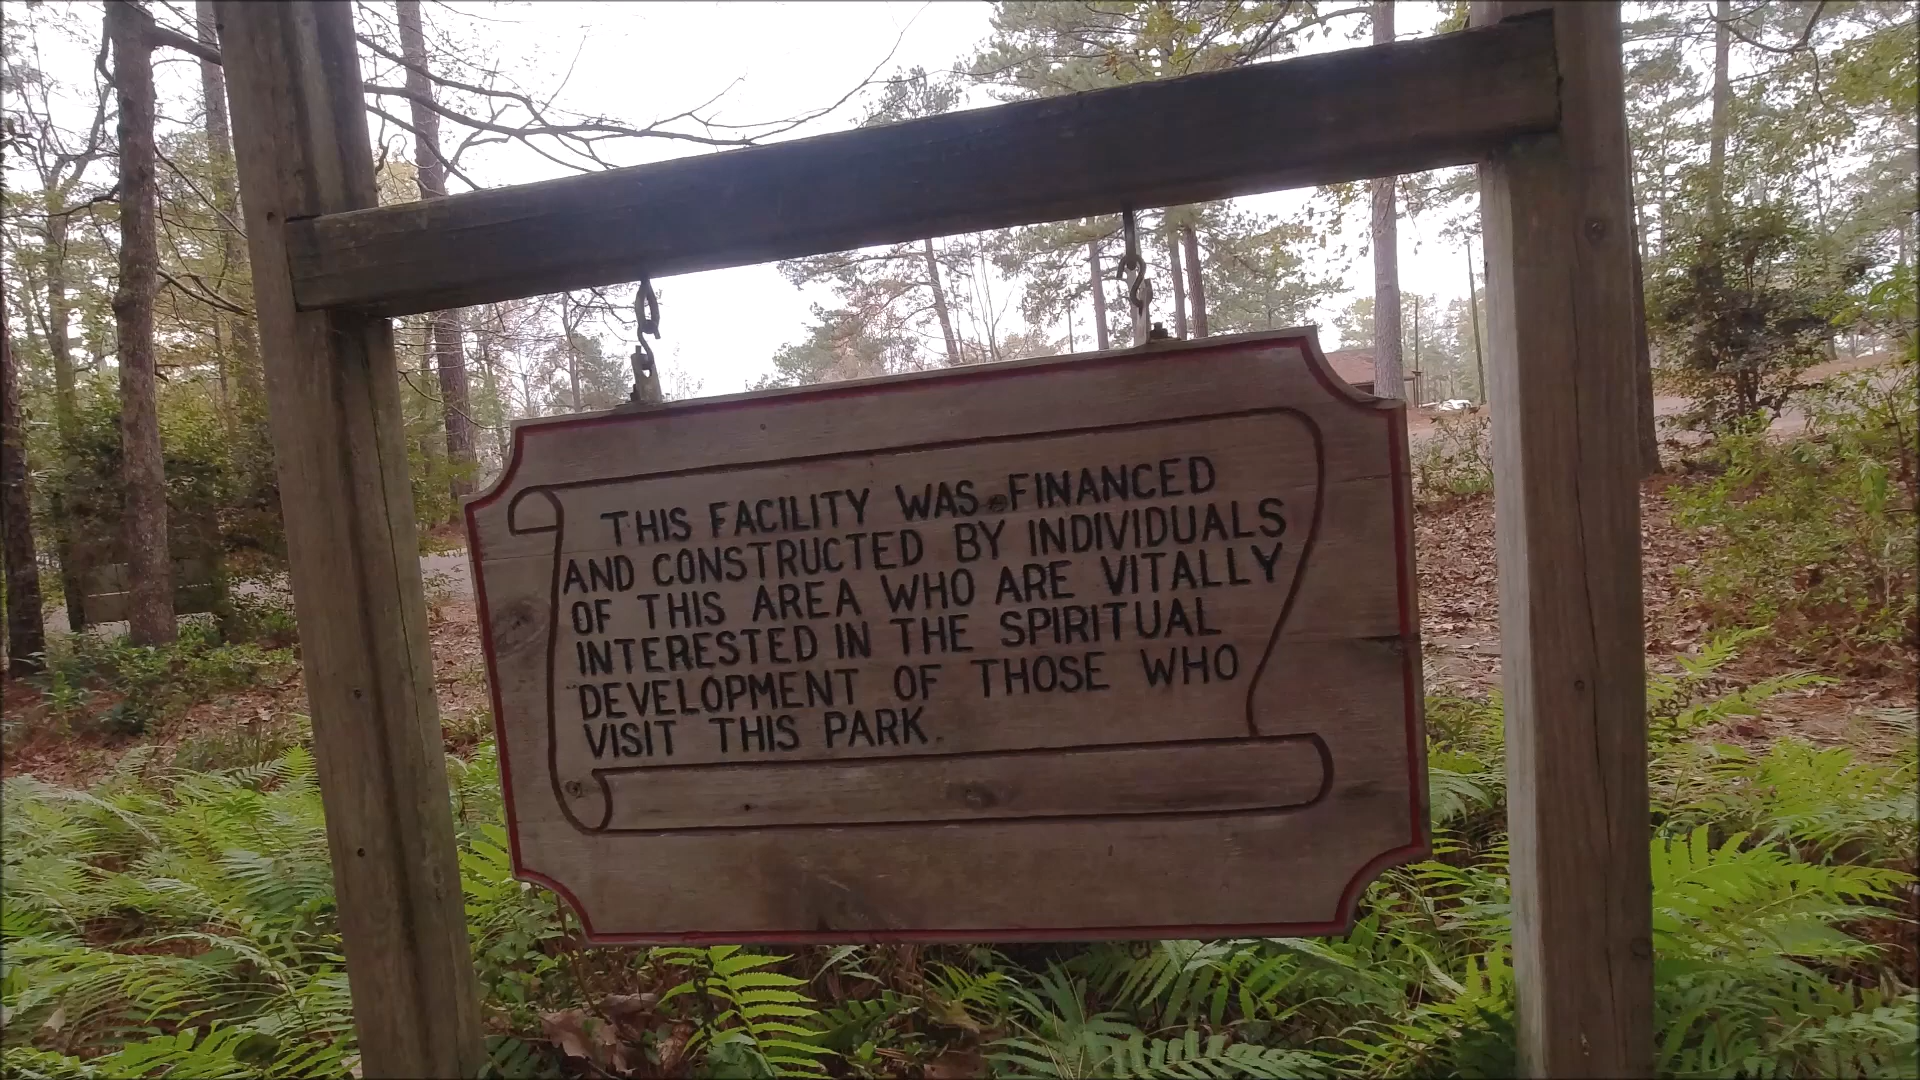 THIS FACILITY WAS FINANCED
AND CONSTRUCTED BY INDIVIDUALS
OF THIS AREA WHO ARE VITALLY
INTERESTED IN THE SPIRITUAL
DEVELOPMENT OF THOSE WHO
VISIT THIS PARK.